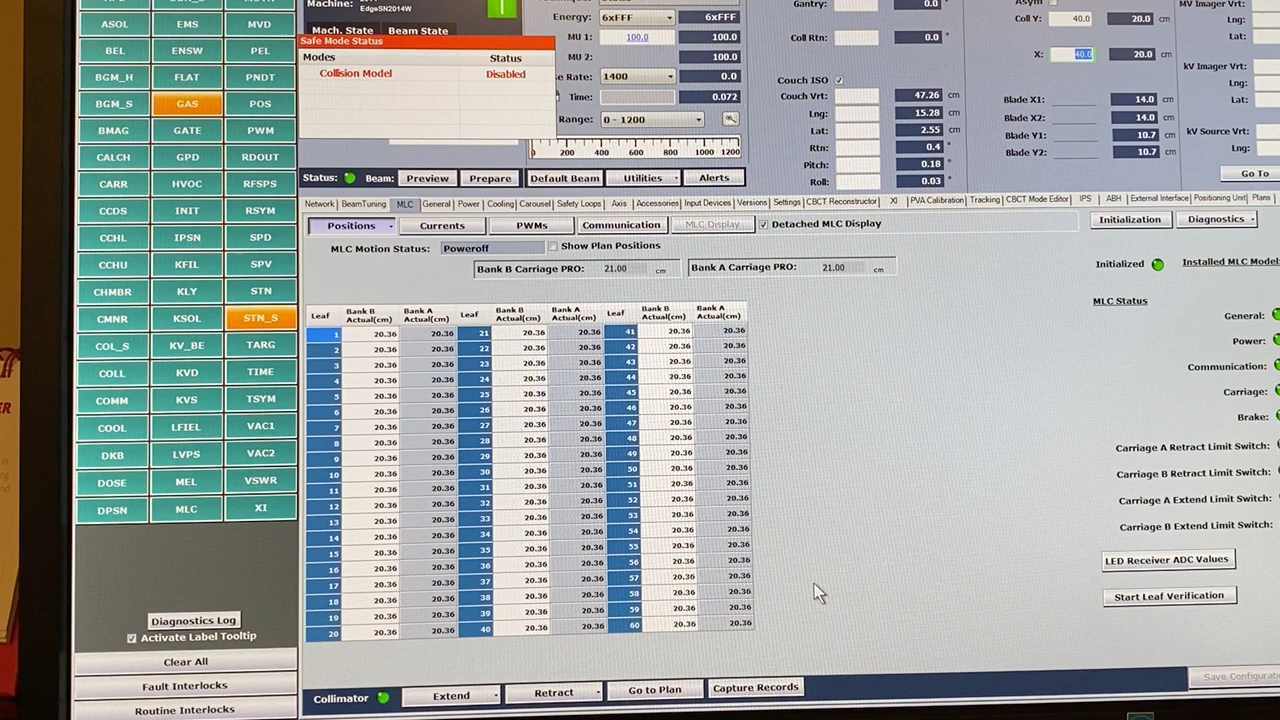 Machine:
EdgeSN2014W
Mach. State Beam State
Safe Mode Status
Modes Status
Collision Model Disabled
Energy: 6xFFF 6xFFF
MU 1: 100.0 100.0
MU 2: 100.0
e Rate: 1400 0.0
Time: 0.072
Range: 0 - 1200
0 200 400 600 800 1000 1200
Status: Beam: Preview Prepare Default Beam Utilities Alerts
Gantry: 0.0
Coll Rtn: 0.0 °
Couch ISO
Couch Vrt: 47.26 cm
Lng: 15.28 cm
Lat: 2.55 cm
Rtn: 0.4 °
Pitch: 0.18 °
Roll: 0.03 °
Asym
Coll Y: 40.0 20.0 cm
X: 40.0 20.0 cm
Blade X1: 14.0 cm
Blade X2: 14.0 cm
Blade Y1: 10.7 cm
Blade Y2: 10.7 cm
MV Imager Vrt:
Lng:
Lat:
kV Imager Vrt:
Lng:
Lat:
kV Source Vrt:
Lng:
Go To
ASOL EMS MVD
BEL ENSW PEL
BGM_H FLAT PNDT
BGM_S GAS POS
BMAG GATE PWM
CALCH GPD RDOUT
CARR HVOC RFSPS
INIT RSYM
CCHL IPSN SPD
CCHU KFIL SPV
CHMBR KLY STN
CMNR KSOL STN_S
COL_S KV_BE TARG
COLL KVD TIME
COMM KVS TSYM
COOL LFIEL VAC1
DKB LVPS VAC2
DOSE MEL VSWR
DPSN MLC XI
Diagnostics Log
Activate Label Tooltip
Clear All
Fault Interlocks
Routine Interlocks
Network BeamTuning MLC General Power Cooling Carousel Safety Loops Axis Accessories Input Devices Versions Settings CBCT Reconstructor XI PVA Calibration Tracking CBCT Mode Editor IPS ABH External Interface Positioning Unit Plans
Positions Currents PWMs Communication MLC Display Detached MLC Display Initialization Diagnostics
MLC Motion Status: Poweroff Show Plan Positions
Bank B Carriage PRO: 21.00 cm Bank A Carriage PRO: 21.00 cm
Initialized Installed MLC Model:
MLC Status
General:
Power:
Communication:
Carriage:
Brake:
Carriage A Retract Limit Switch:
Carriage B Retract Limit Switch:
Carriage A Extend Limit Switch:
Carriage B Extend Limit Switch:
LED Receiver ADC Values
Start Leaf Verification
Leaf Bank B Actual(cm) Bank A Actual(cm) Leaf Bank B Actual(cm) Bank A Actual(cm) Leaf Bank B Actual(cm) Bank A Actual(cm)
1 20.36 20.36 21 20.36 20.36 41 20.36 20.36
2 20.36 20.36 22 20.36 20.36 42 20.36 20.36
3 20.36 20.36 23 20.36 20.36 43 20.36 20.36
4 20.36 20.36 24 20.36 20.36 44 20.36 20.36
5 20.36 20.36 25 20.36 20.36 45 20.36 20.36
6 20.36 20.36 26 20.36 20.36 46 20.36 20.36
7 20.36 20.36 27 20.36 20.36 47 20.36 20.36
8 20.36 20.36 28 20.36 20.36 48 20.36 20.36
9 20.36 20.36 29 20.36 20.36 49 20.36 20.36
10 20.36 20.36 30 20.36 20.36 50 20.36 20.36
11 20.36 20.36 31 20.36 20.36 51 20.36 20.36
12 20.36 20.36 32 20.36 20.36 52 20.36 20.36
13 20.36 20.36 33 20.36 20.36 53 20.36 20.36
14 20.36 20.36 34 20.36 20.36 54 20.36 20.36
15 20.36 20.36 35 20.36 20.36 55 20.36 20.36
16 20.36 20.36 36 20.36 20.36 56 20.36 20.36
17 20.36 20.36 37 20.36 20.36 57 20.36 20.36
18 20.36 20.36 38 20.36 20.36 58 20.36 20.36
19 20.36 20.36 39 20.36 20.36 59 20.36 20.36
20 20.36 20.36 40 20.36 20.36 60 20.36 20.36
Collimator Extend Retract Go to Plan Capture Records
Save Configurat